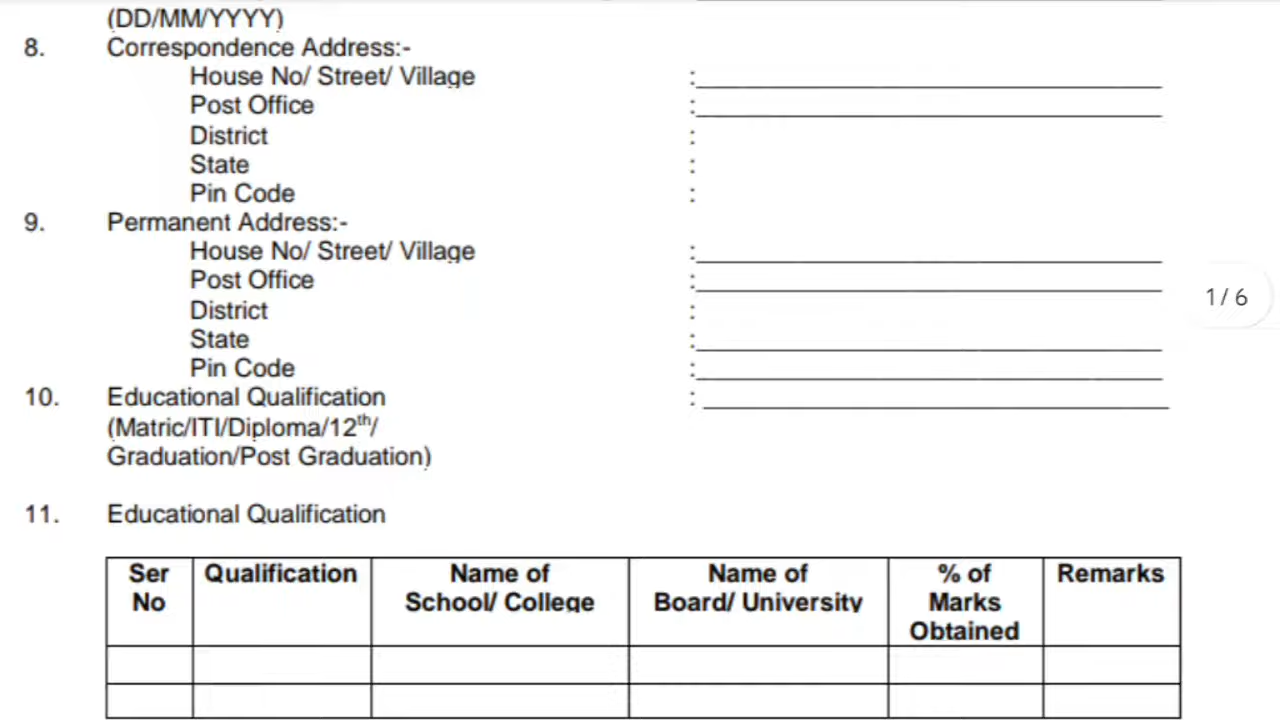 (DD/MM/YYYY)
8. Correspondence Address:-
House No/ Street/ Village :
Post Office :
District :
State :
Pin Code :
9. Permanent Address:-
House No/ Street/ Village :
Post Office :
District :
State :
Pin Code :
10. Educational Qualification :
(Matric/ITI/Diploma/12th/
Graduation/Post Graduation)
1 / 6
11. Educational Qualification
Ser No Qualification Name of School/ College Name of Board/ University % of Marks Obtained Remarks